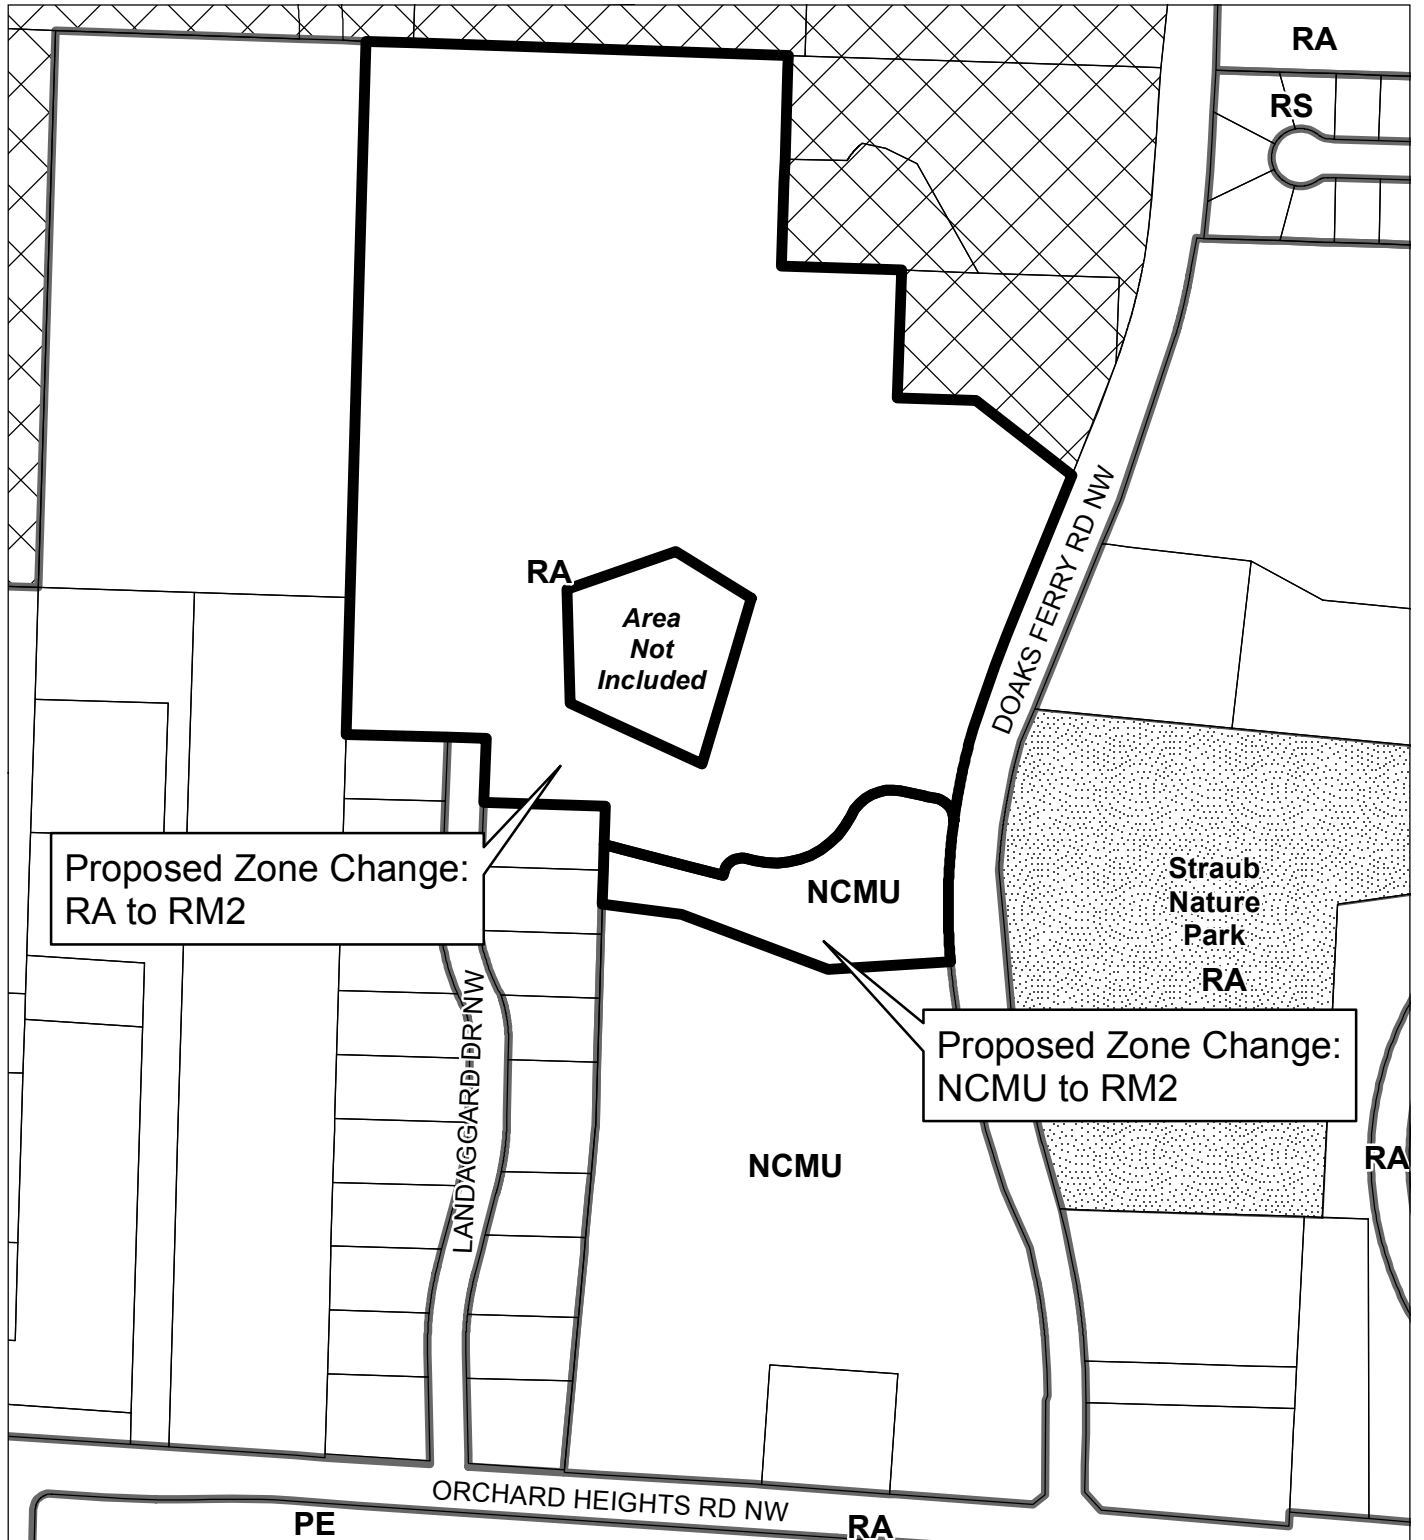 RA
RS
DOAKS FERRY RD NW
RA
Area
Not
Included
Proposed Zone Change:
RA to RM2
NCMU
Straub
Nature
Park
RA
LANDAGGARD DR NW
Proposed Zone Change:
NCMU to RM2
NCMU
RA
ORCHARD HEIGHTS RD NW
PE
RA